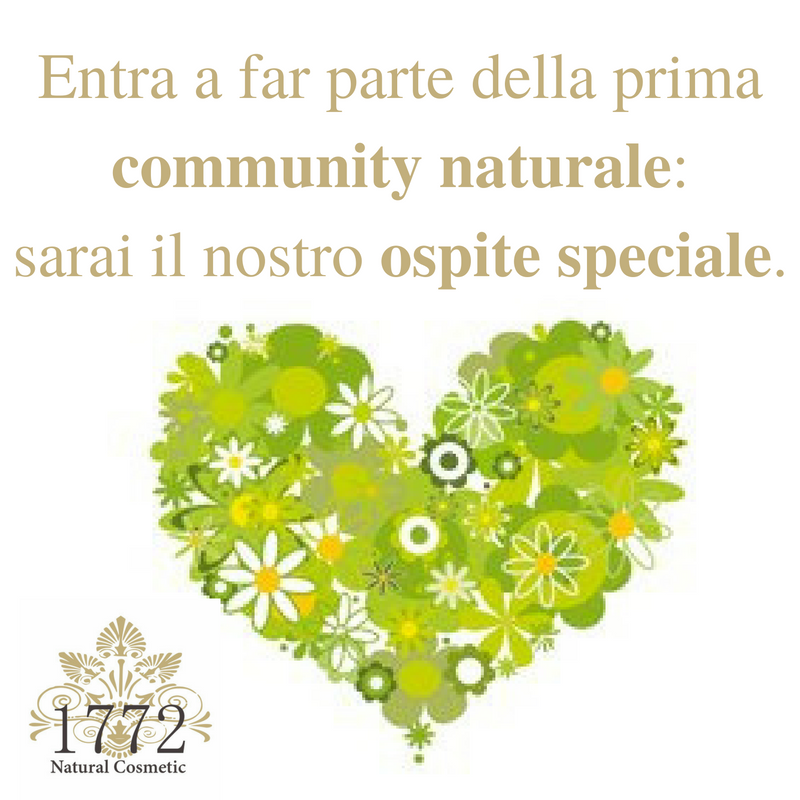 Entra a far parte della prima
community naturale:
sarai il nostro ospite speciale.
1772
Natural Cosmetic